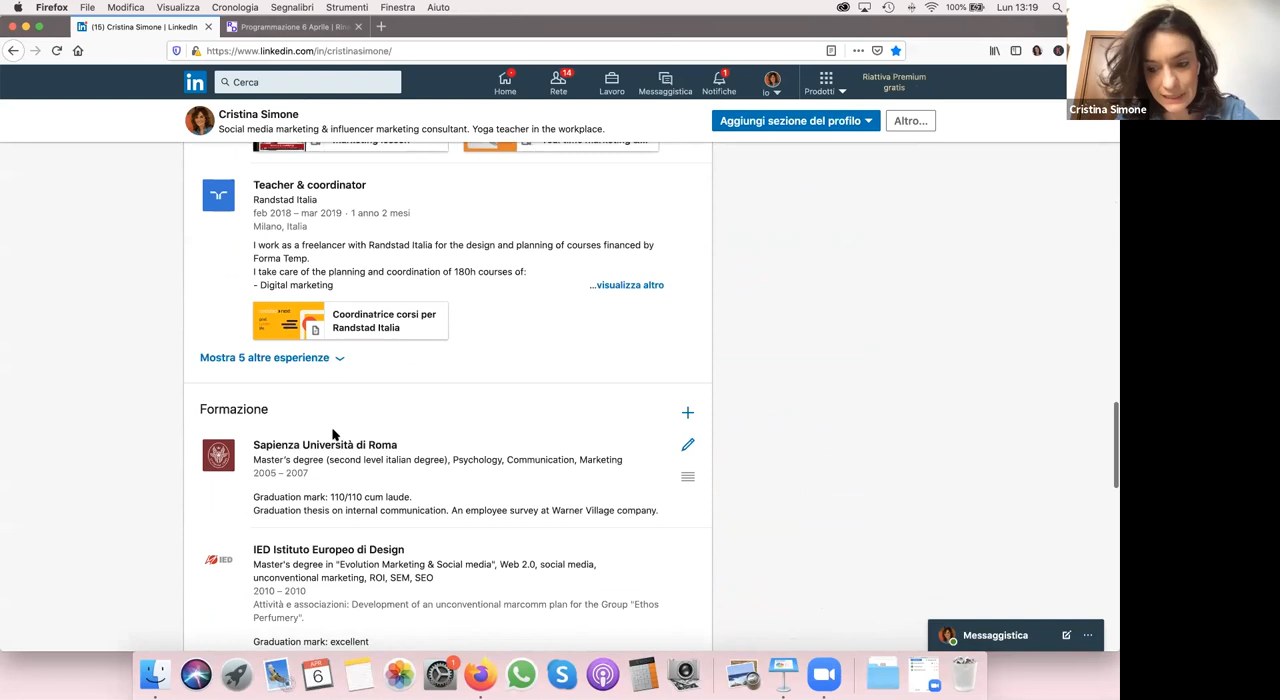 Firefox File Modifica Visualizza Cronologia Segnalibri Strumenti Finestra Aiuto 100% Lun 13:19
(15) Cristina Simone | LinkedIn
Programmazione 6 Aprile | Rin
https://www.linkedin.com/in/cristinasimone/
in Cerca
Home
14
Rete
Lavoro
Messaggistica
1
Notifiche
Io
Prodotti
Riattiva Premium
gratis
Cristina Simone
Cristina Simone
Social media marketing & influencer marketing consultant. Yoga teacher in the workplace.
Aggiungi sezione del profilo
Altro...
Teacher & coordinator
Randstad Italia
feb 2018 – mar 2019 · 1 anno 2 mesi
Milano, Italia
I work as a freelancer with Randstad Italia for the design and planning of courses financed by
Forma Temp.
I take care of the planning and coordination of 180h courses of:
- Digital marketing
...visualizza altro
Coordinatrice corsi per
Randstad Italia
Mostra 5 altre esperienze
Formazione
Sapienza Università di Roma
Master's degree (second level italian degree), Psychology, Communication, Marketing
2005 – 2007
Graduation mark: 110/110 cum laude.
Graduation thesis on internal communication. An employee survey at Warner Village company.
IED
IED Istituto Europeo di Design
Master's degree in "Evolution Marketing & Social media", Web 2.0, social media,
unconventional marketing, ROI, SEM, SEO
2010 – 2010
Attività e associazioni: Development of an unconventional marcomm plan for the Group "Ethos
Perfumery".
Graduation mark: excellent
Messaggistica
APR
6
1